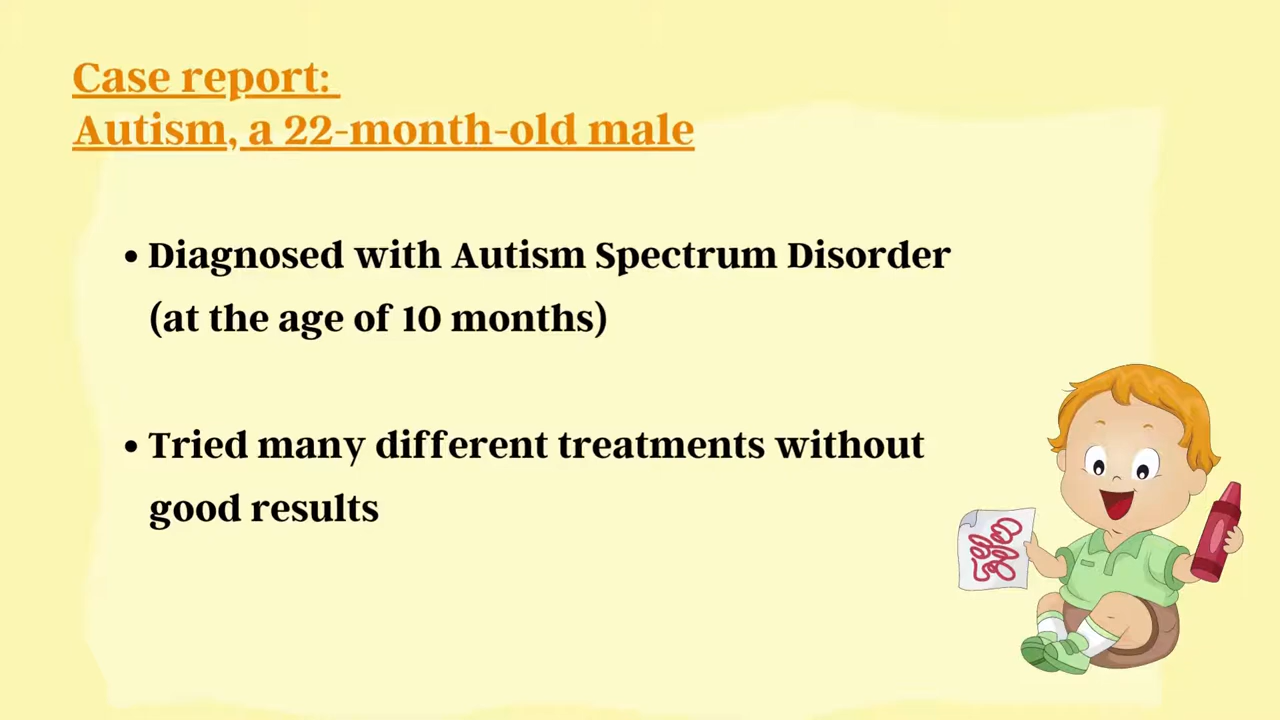 Case report:
Autism, a 22-month-old male
• Diagnosed with Autism Spectrum Disorder
(at the age of 10 months)
• Tried many different treatments without
good results